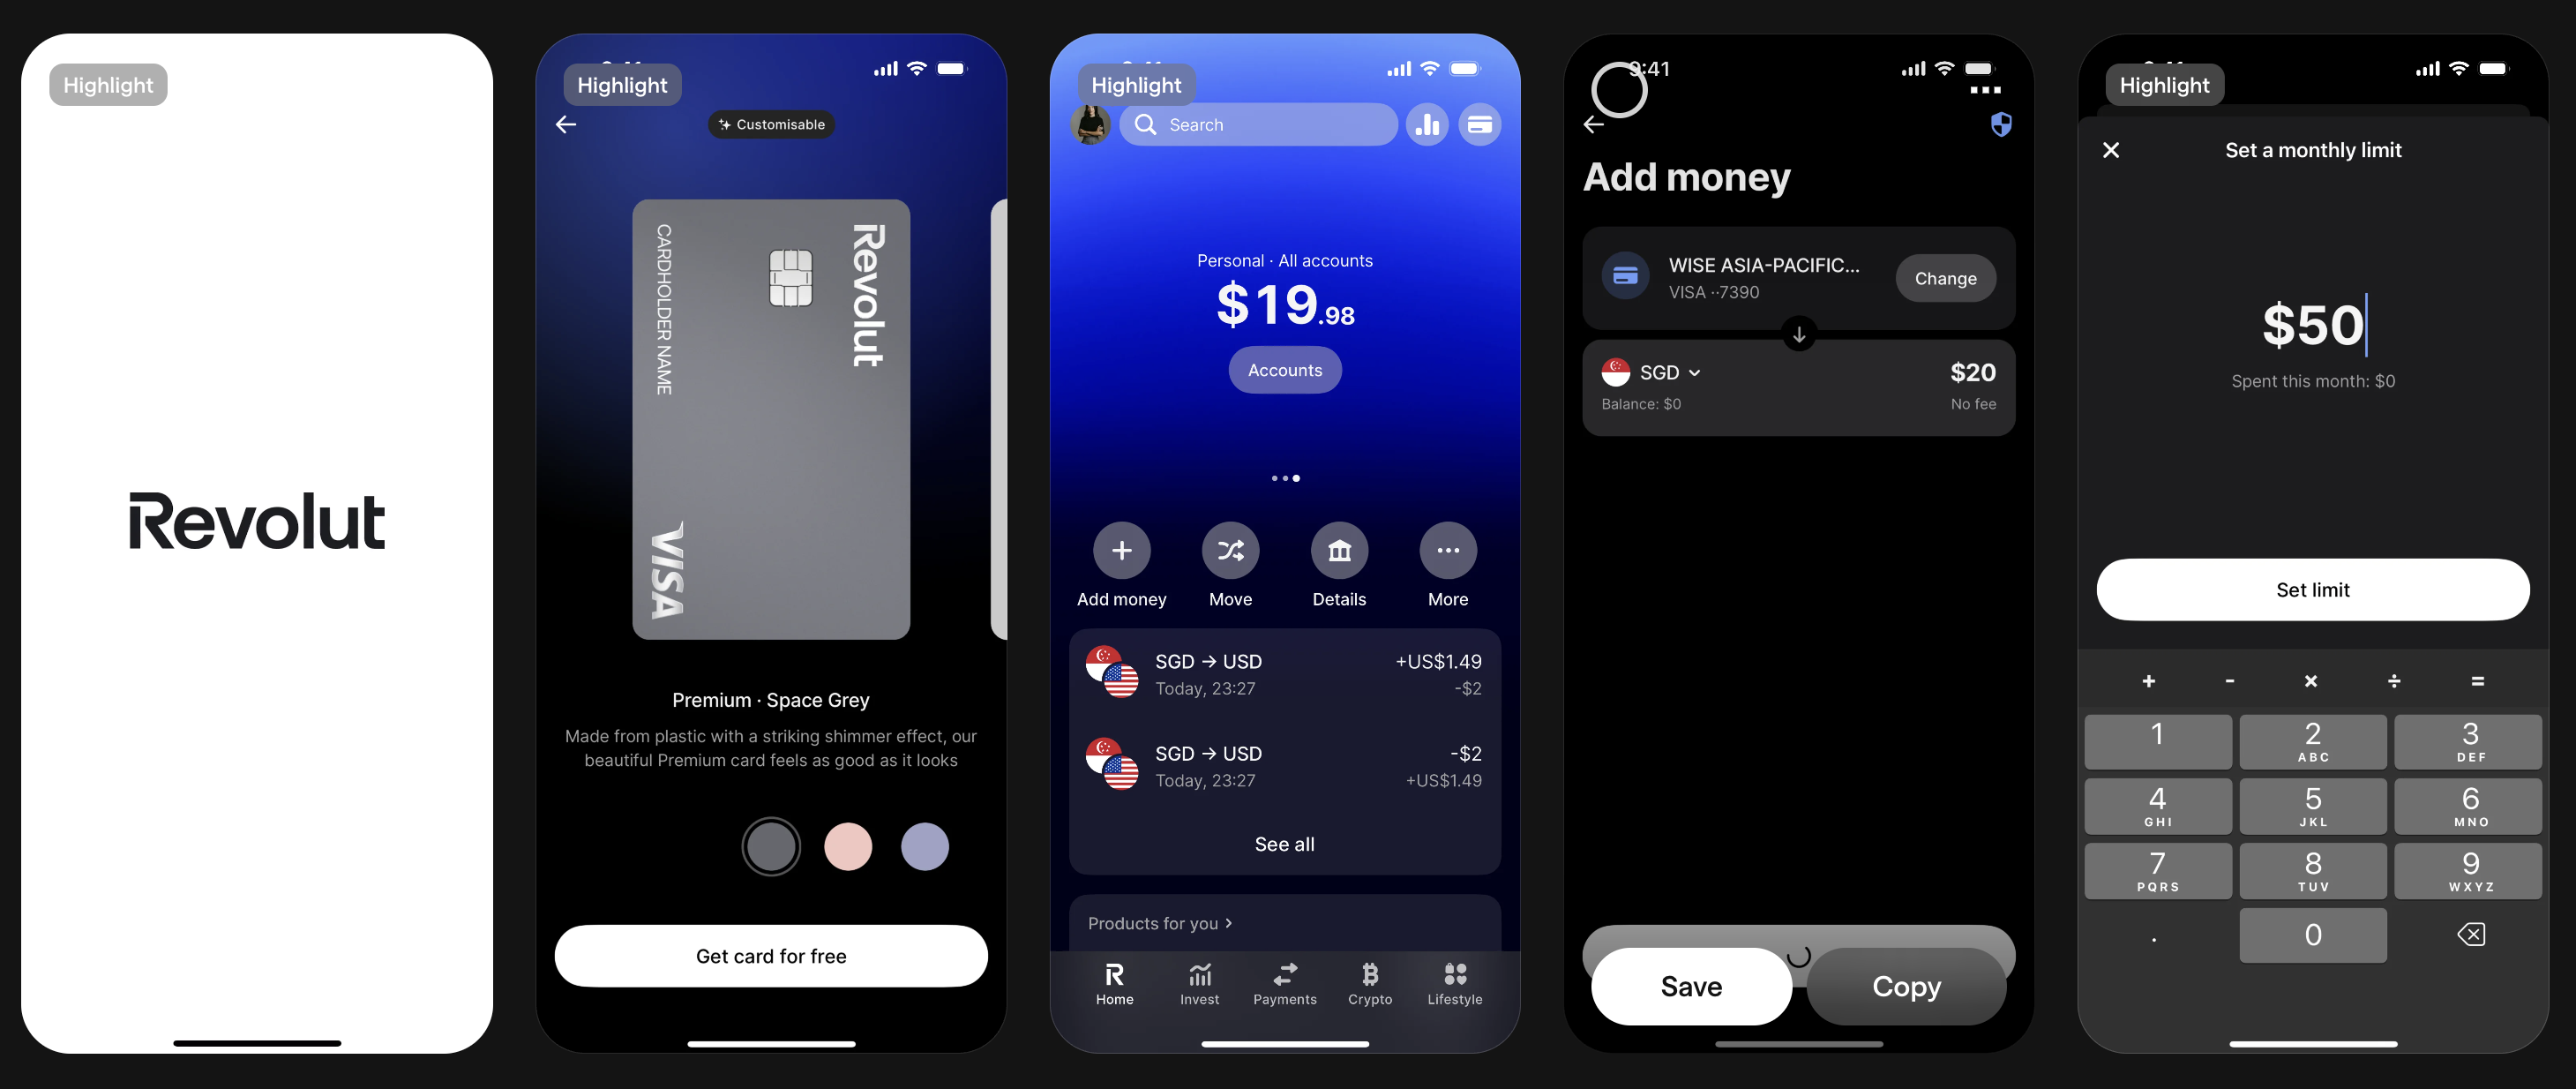 Highlight
Revolut
Highlight
Customisable
CARDHOLDER NAME
Revolut
VISA
Premium · Space Grey
Made from plastic with a striking shimmer effect, our
beautiful Premium card feels as good as it looks
Get card for free
Highlight
Search
Personal · All accounts
$19.98
Accounts
Add money
Move
Details
More
SGD → USD
+US$1.49
Today, 23:27
-$2
SGD → USD
-$2
Today, 23:27
+US$1.49
See all
Products for you
Home
Invest
Payments
Crypto
Lifestyle
9:41
Add money
WISE ASIA-PACIFIC...
VISA ··7390
Change
SGD
$20
Balance: $0
No fee
Save
Copy
Highlight
Set a monthly limit
$50
Spent this month: $0
Set limit
+ - × ÷ =
1 2 3
ABC DEF
4 5 6
GHI JKL MNO
7 8 9
PQRS TUV WXYZ
. 0